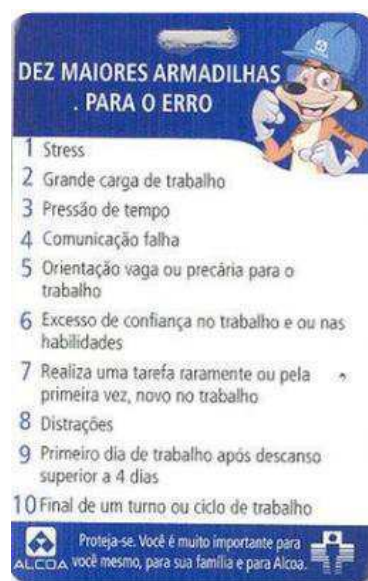 DEZ MAIORES ARMADILHAS
. PARA O ERRO
1 Stress
2 Grande carga de trabalho
3 Pressão de tempo
4 Comunicação falha
5 Orientação vaga ou precária para o
trabalho
6 Excesso de confiança no trabalho e ou nas
habilidades
7 Realiza uma tarefa raramente ou pela
primeira vez, novo no trabalho
8 Distrações
9 Primeiro dia de trabalho após descanso
superior a 4 dias
10 Final de um turno ou ciclo de trabalho
ALCOA
Proteja-se. Você é muito importante para
você mesmo, para sua família e para Alcoa.